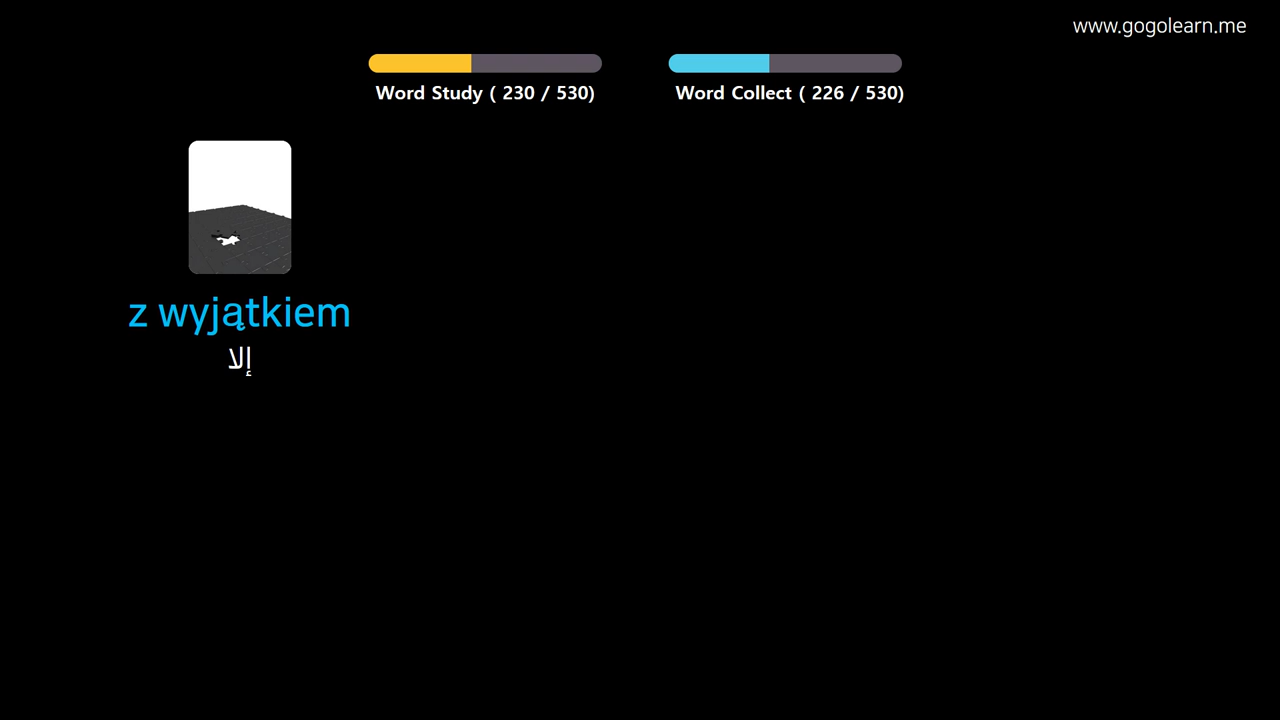 www.gogolearn.me
Word Study ( 230 / 530)
Word Collect ( 226 / 530)
z wyjątkiem
إلا